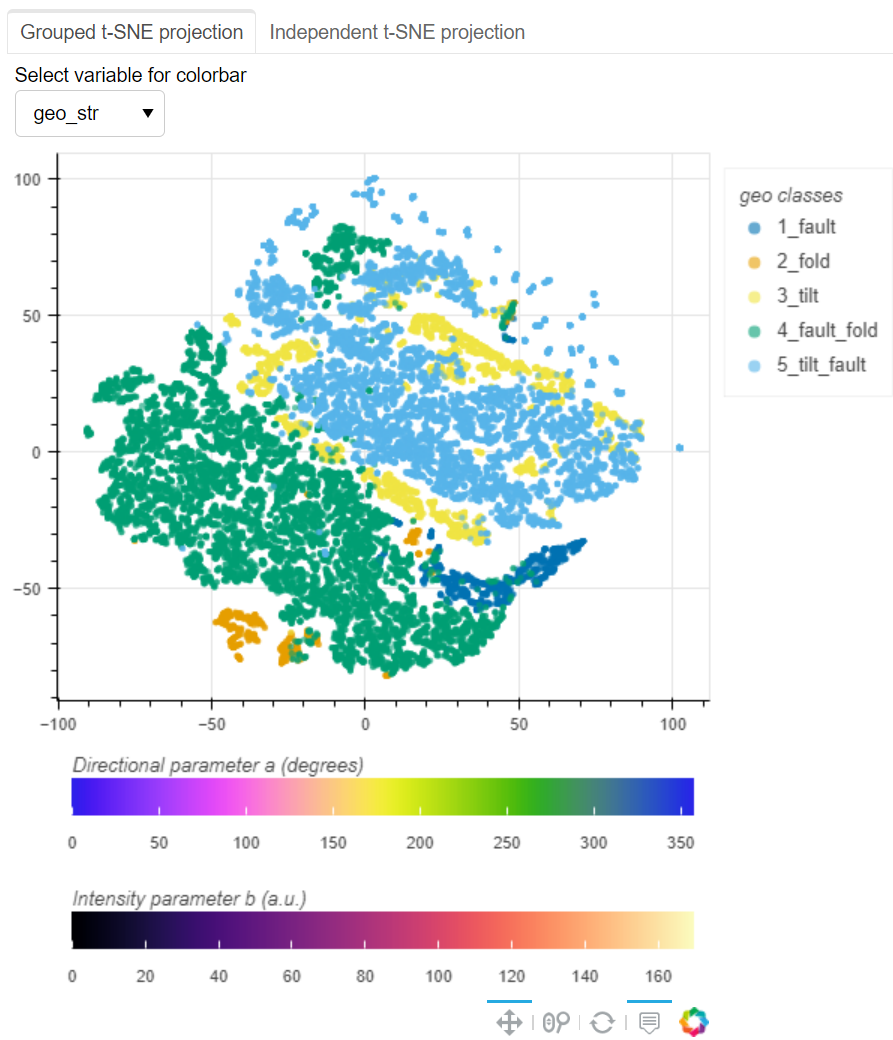 Grouped t-SNE projection Independent t-SNE projection
Select variable for colorbar
geo_str
geo classes
1_fault
2_fold
3_tilt
4_fault_fold
5_tilt_fault
100
50
0
−50
−100 −50 0 50 100
Directional parameter a (degrees)
0 50 100 150 200 250 300 350
Intensity parameter b (a.u.)
0 20 40 60 80 100 120 140 160